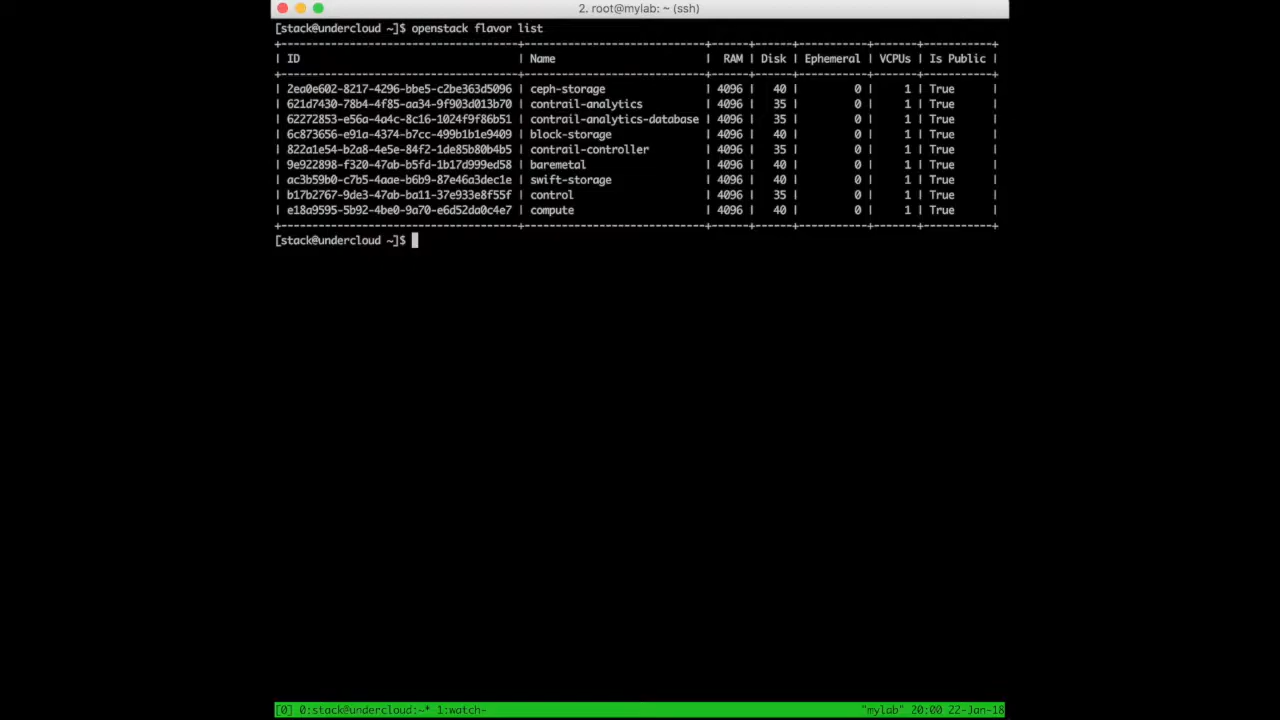 2. root@mylab: ~ (ssh)
[stack@undercloud ~]$ openstack flavor list
+--------------------------------------+-----------------------------+------+------+-----------+-------+-----------+
| ID | Name | RAM | Disk | Ephemeral | VCPUs | Is Public |
+--------------------------------------+-----------------------------+------+------+-----------+-------+-----------+
| 2ea0e602-8217-4296-bbe5-c2be363d5096 | ceph-storage | 4096 | 40 | 0 | 1 | True |
| 621d7430-78b4-4f85-aa34-9f903d013b70 | contrail-analytics | 4096 | 35 | 0 | 1 | True |
| 62272853-e56a-4a4c-8c16-1024f9f86b51 | contrail-analytics-database | 4096 | 35 | 0 | 1 | True |
| 6c873656-e91a-4374-b7cc-499b1b1e9409 | block-storage | 4096 | 40 | 0 | 1 | True |
| 822a1e54-b2a8-4e5e-84f2-1de85b80b4b5 | contrail-controller | 4096 | 35 | 0 | 1 | True |
| 9e922898-f320-47ab-b5fd-1b17d999ed58 | baremetal | 4096 | 40 | 0 | 1 | True |
| ac3b59b0-c7b5-4aae-b6b9-87e46a3dec1e | swift-storage | 4096 | 40 | 0 | 1 | True |
| b17b2767-9de3-47ab-ba11-37e933e8f55f | control | 4096 | 35 | 0 | 1 | True |
| e18a9595-5b92-4be0-9a70-e6d52da0c4e7 | compute | 4096 | 40 | 0 | 1 | True |
+--------------------------------------+-----------------------------+------+------+-----------+-------+-----------+
[stack@undercloud ~]$
[0] 0:stack@undercloud:~* 1:watch- "mylab" 20:00 22-Jan-18